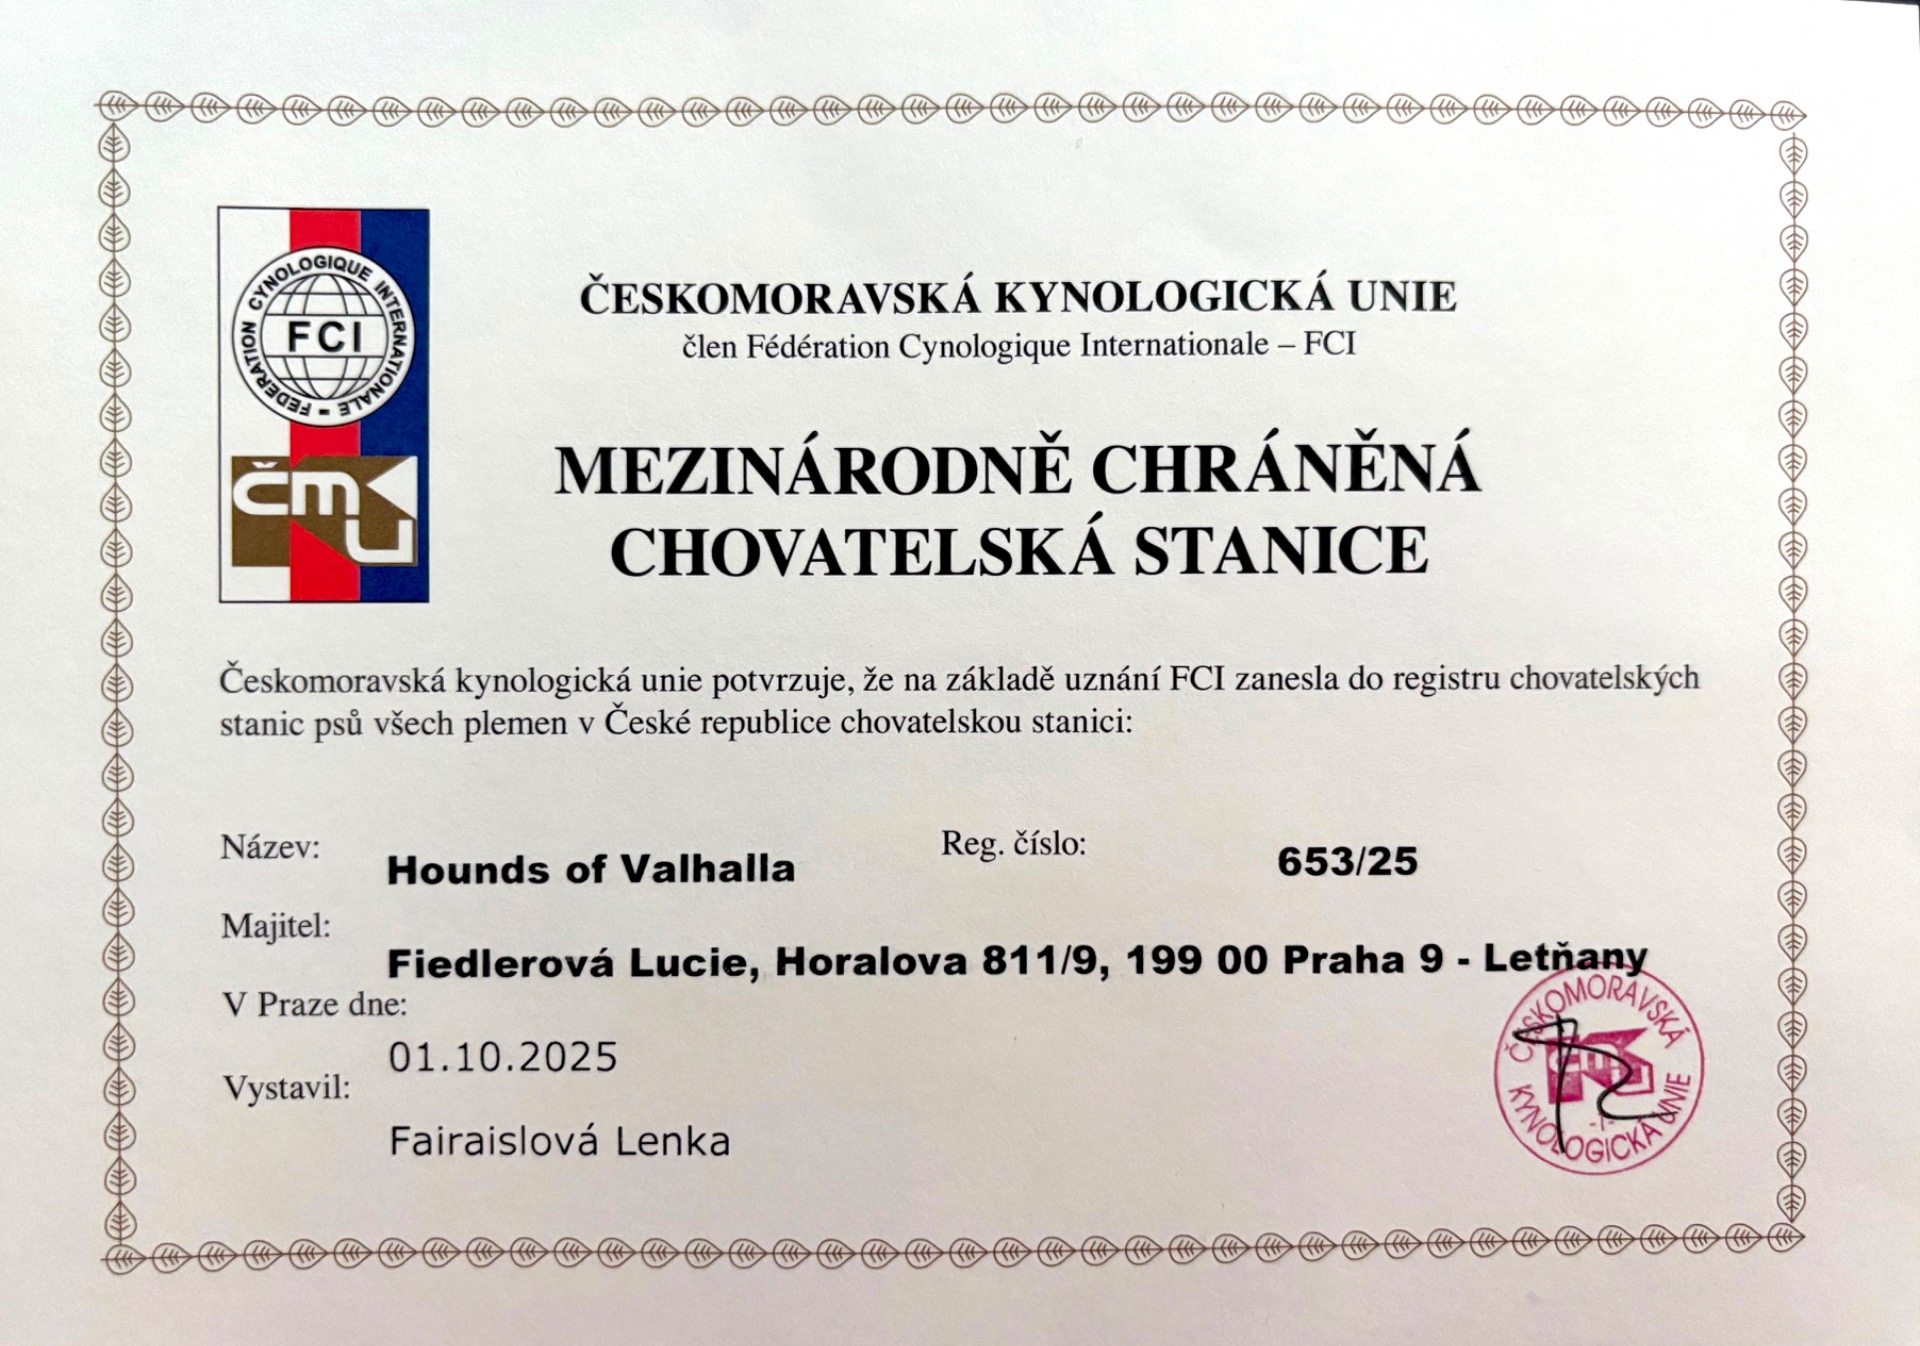 FEDERATION CYNOLOGIQUE INTERNATIONALE –
FCI
ČMKU
ČESKOMORAVSKÁ KYNOLOGICKÁ UNIE
člen Fédération Cynologique Internationale – FCI
MEZINÁRODNĚ CHRÁNĚNÁ
CHOVATELSKÁ STANICE
Českomoravská kynologická unie potvrzuje, že na základě uznání FCI zanesla do registru chovatelských
stanic psů všech plemen v České republice chovatelskou stanici:
Název: Hounds of Valhalla Reg. číslo: 653/25
Majitel: Fiedlerová Lucie, Horalova 811/9, 199 00 Praha 9 - Letňany
V Praze dne: 01.10.2025
Vystavil: Fairaislová Lenka
ČESKOMORAVSKÁ
ČMKU
-1-
KYNOLOGICKÁ UNIE